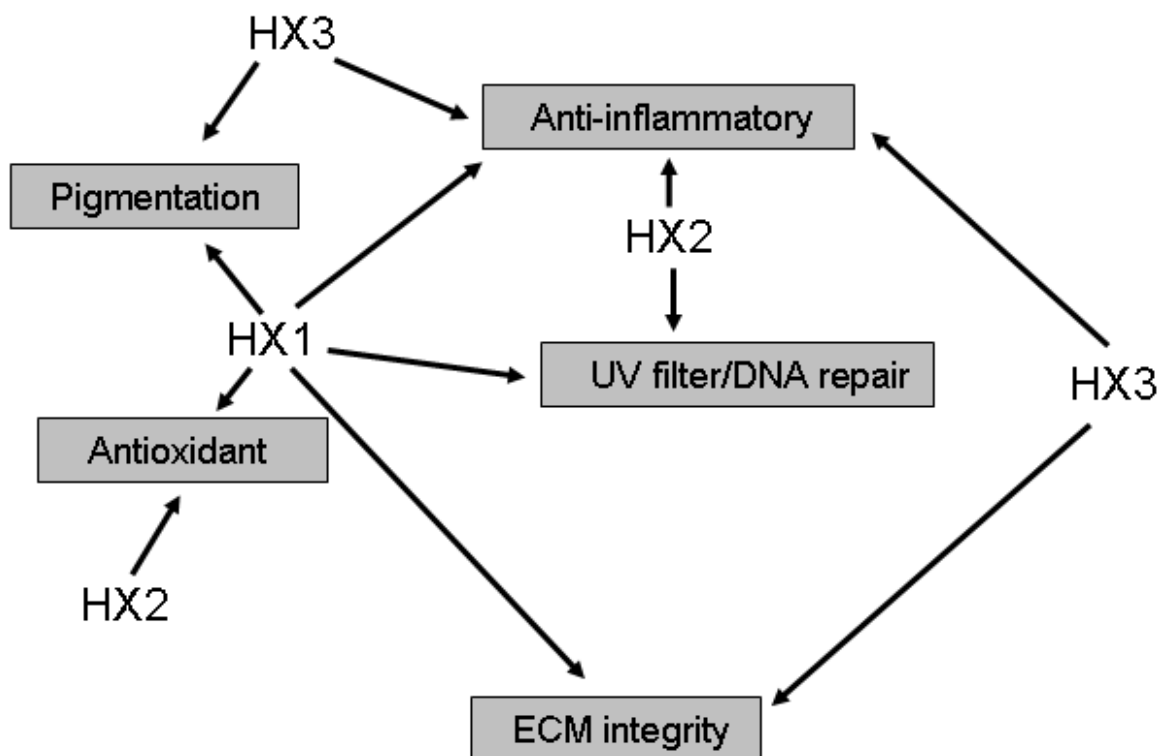 HX3
Anti-inflammatory
Pigmentation
HX2
HX1
UV filter/DNA repair
HX3
Antioxidant
HX2
ECM integrity